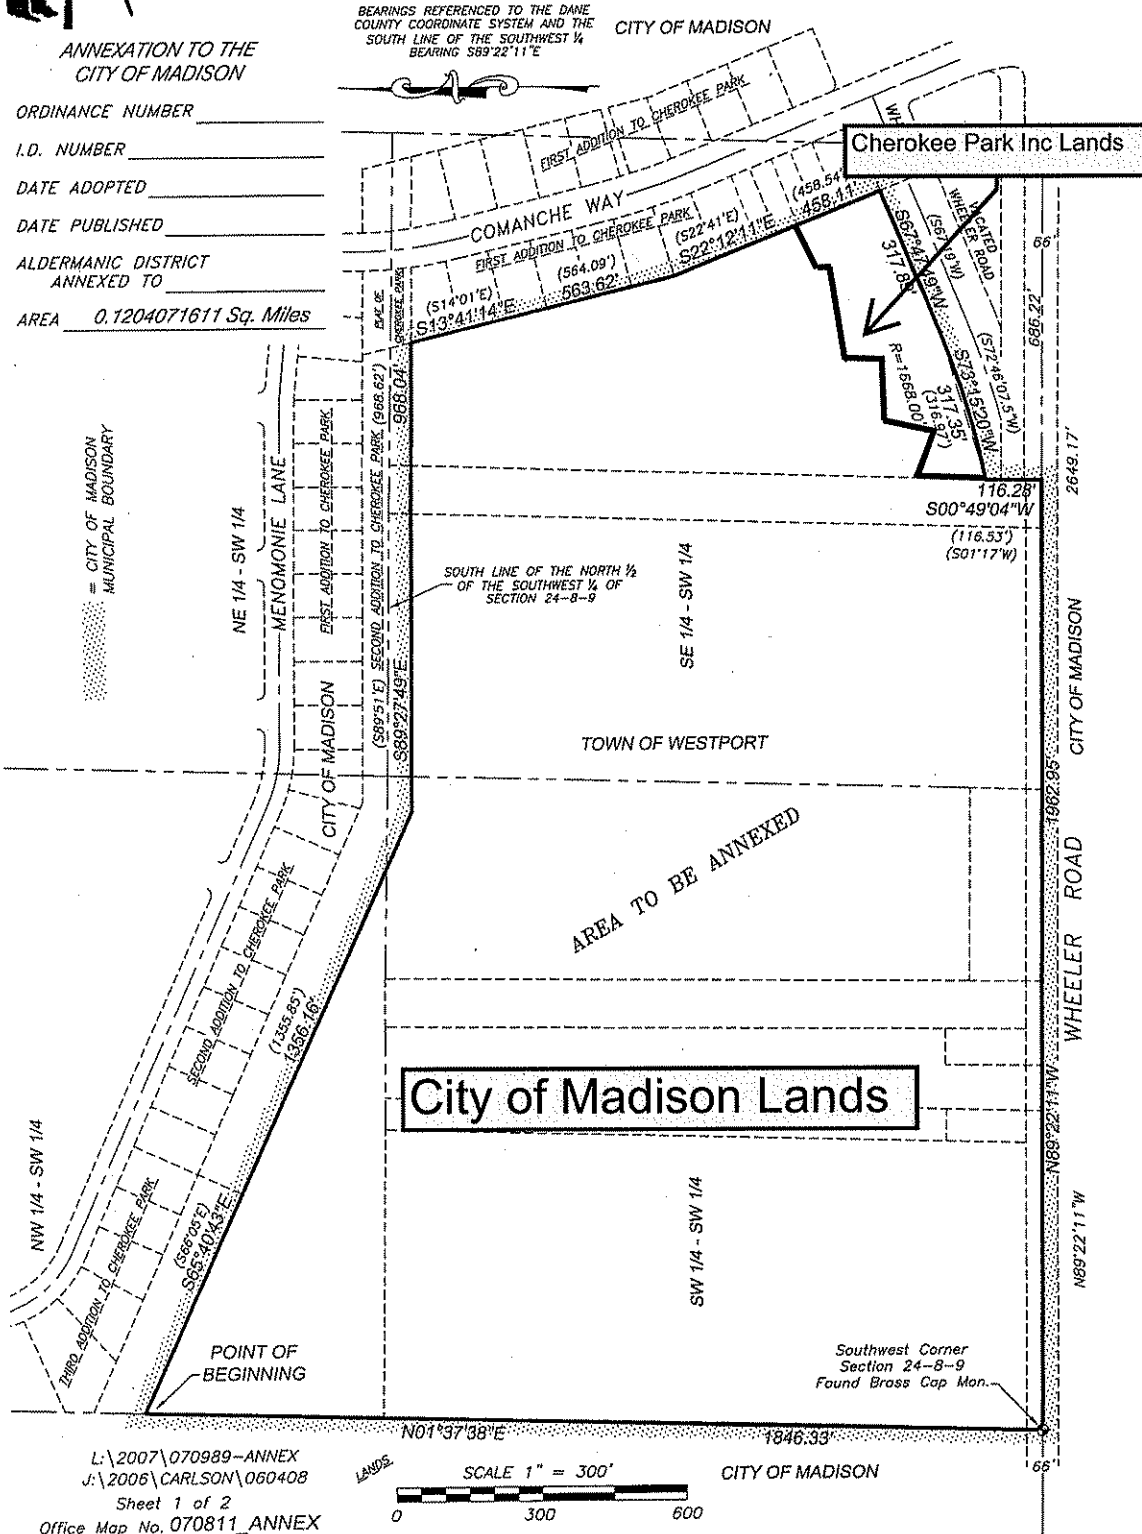 BEARINGS REFERENCED TO THE DANE
COUNTY COORDINATE SYSTEM AND THE
SOUTH LINE OF THE SOUTHWEST ¼
BEARING S89°22'11"E
CITY OF MADISON
ANNEXATION TO THE
CITY OF MADISON
ORDINANCE NUMBER
I.D. NUMBER
DATE ADOPTED
DATE PUBLISHED
ALDERMANIC DISTRICT
ANNEXED TO
AREA 0.1204071611 Sq. Miles
= CITY OF MADISON
MUNICIPAL BOUNDARY
FIRST ADDITION TO CHEROKEE PARK
COMANCHE WAY
FIRST ADDITION TO CHEROKEE PARK
Cherokee Park Inc Lands
VACATED
WHEELER ROAD
(S14°01'E)
S13°41'14"E
(564.09')
563.62'
(S22°41'E)
S22°12'11"E
(458.54'
458.11'
S67°47'49"W
317.89'
R=1668.00'
S73°15'20"W
317.35'
(316.97')
(S72°46'07.5"W)
66'
686.22
2649.17'
116.28'
S00°49'04"W
(116.53')
(S01°17'W)
PLAT OF
CHEROKEE PARK
(968.62')
968.04'
SECOND ADDITION TO CHEROKEE PARK
(S89°51'E)
S89°27'49"E
FIRST ADDITION TO CHEROKEE PARK
MENOMONIE LANE
NE 1/4 - SW 1/4
CITY OF MADISON
SOUTH LINE OF THE NORTH ½
OF THE SOUTHWEST ¼ OF
SECTION 24-8-9
SE 1/4 - SW 1/4
TOWN OF WESTPORT
AREA TO BE ANNEXED
CITY OF MADISON
1962.95'
WHEELER ROAD
N89°22'11"W
N89°22'11"W
SECOND ADDITION TO CHEROKEE PARK
(1355.85')
1356.16'
City of Madison Lands
NW 1/4 - SW 1/4
(S66°05'E)
S65°40'43"E
THIRD ADDITION TO CHEROKEE PARK
SW 1/4 - SW 1/4
POINT OF
BEGINNING
Southwest Corner
Section 24-8-9
Found Brass Cap Mon.
N01°37'38"E
1846.33'
66'
L:\2007\070989-ANNEX
J:\2006\CARLSON\060408
Sheet 1 of 2
Office Map No. 070811_ANNEX
LANDS
SCALE 1" = 300'
0 300 600
CITY OF MADISON